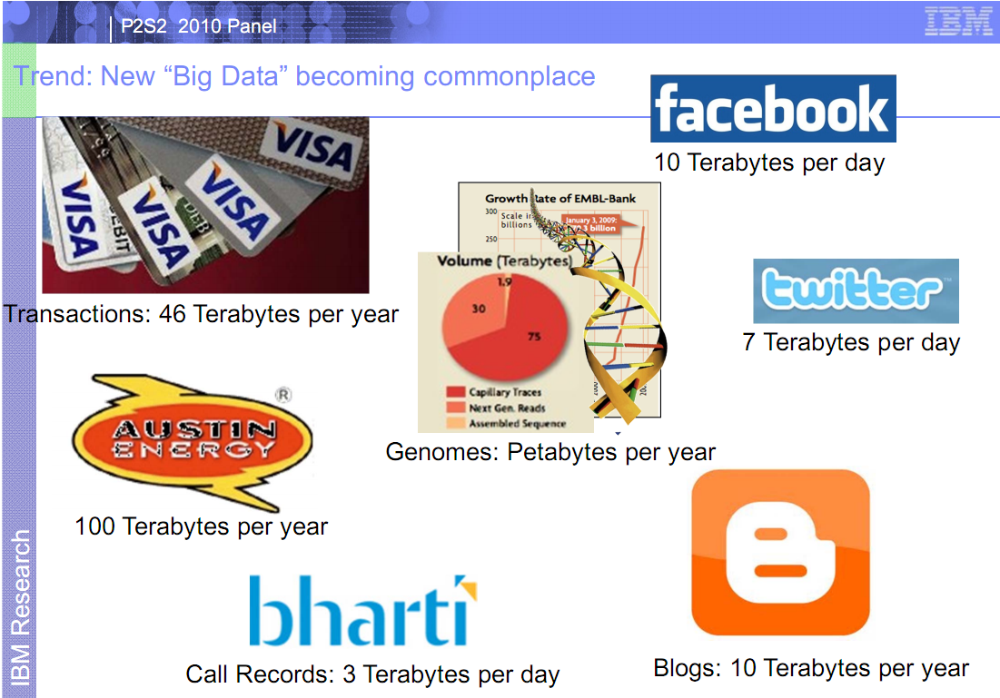 P2S2 2010 Panel
IBM
Trend: New “Big Data” becoming commonplace
facebook
10 Terabytes per day
VISA
VISA
VISA
VISA
DEBIT
Transactions: 46 Terabytes per year
Growth Rate of EMBL-Bank
300
Scale in
billions
January 3, 2009:
3 billion
250
Volume (Terabytes)
1.9
30
75
Capillary Traces
Next Gen. Reads
Assembled Sequence
Genomes: Petabytes per year
twitter™
7 Terabytes per day
AUSTIN
ENERGY
®
100 Terabytes per year
bharti
Call Records: 3 Terabytes per day
B
Blogs: 10 Terabytes per year
IBM Research